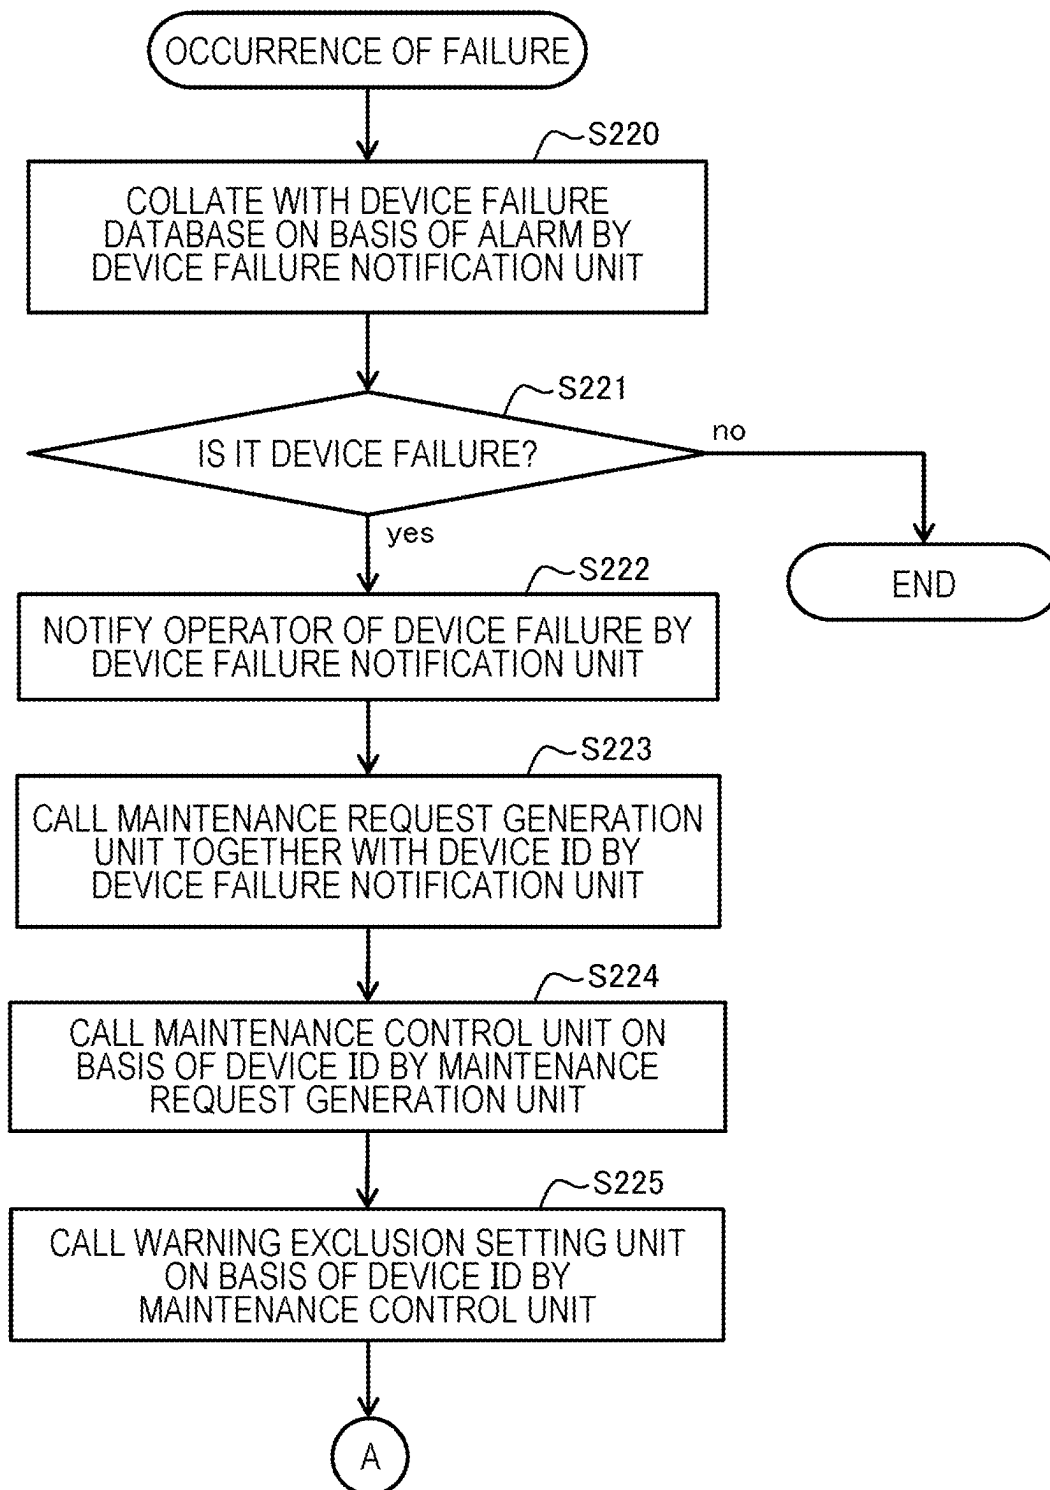 OCCURRENCE OF FAILURE
S220
COLLATE WITH DEVICE FAILURE
DATABASE ON BASIS OF ALARM BY
DEVICE FAILURE NOTIFICATION UNIT
S221
IS IT DEVICE FAILURE?
no
yes
END
S222
NOTIFY OPERATOR OF DEVICE FAILURE BY
DEVICE FAILURE NOTIFICATION UNIT
S223
CALL MAINTENANCE REQUEST GENERATION
UNIT TOGETHER WITH DEVICE ID BY
DEVICE FAILURE NOTIFICATION UNIT
S224
CALL MAINTENANCE CONTROL UNIT ON
BASIS OF DEVICE ID BY MAINTENANCE
REQUEST GENERATION UNIT
S225
CALL WARNING EXCLUSION SETTING UNIT
ON BASIS OF DEVICE ID BY
MAINTENANCE CONTROL UNIT
A